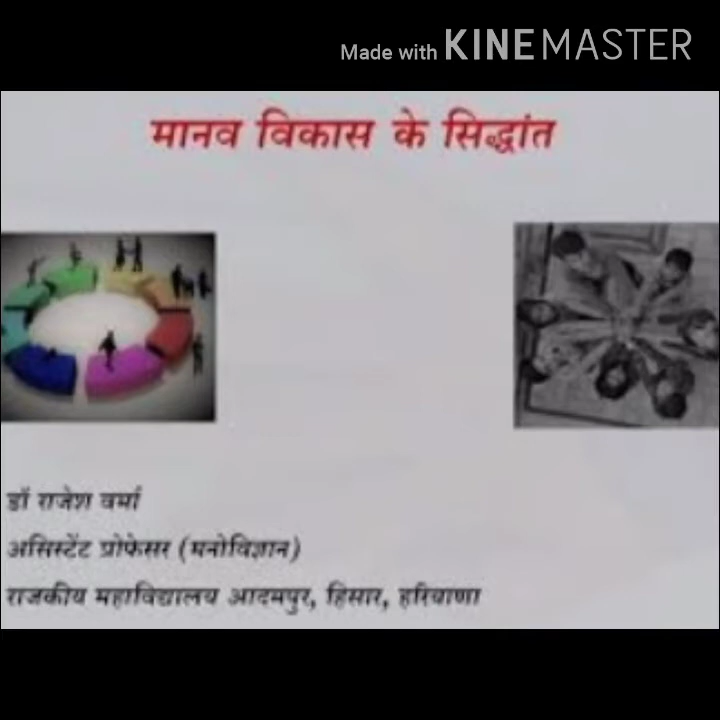 Made with KINEMASTER
मानव विकास के सिद्धांत
डॉ राजेश वर्मा
असिस्टेंट प्रोफेसर (मनोविज्ञान)
राजकीय महाविद्यालय आदमपुर, हिसार, हरियाणा